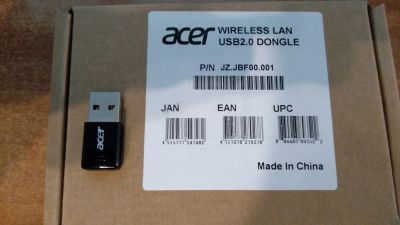 acer WIRELESS LAN
USB2.0 DONGLE
P/N JZ.JBF00.001
JAN EAN UPC
Made In China
acer